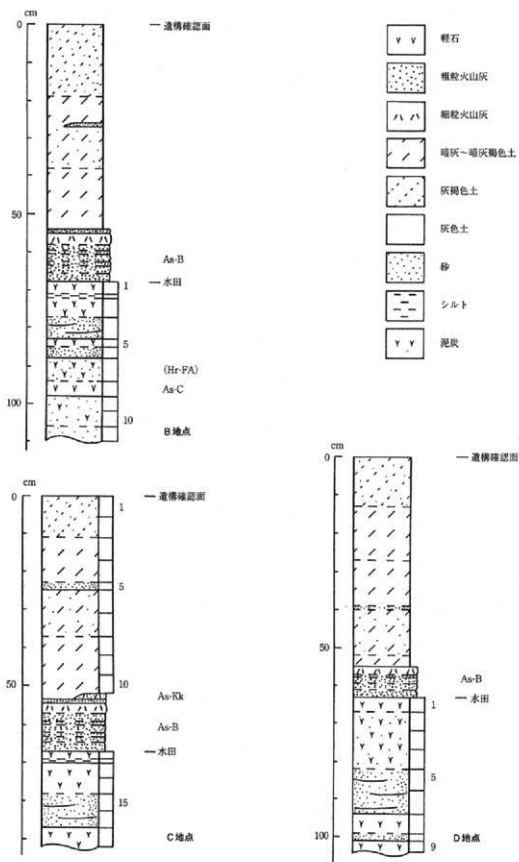 cm
0
遺構確認面
50
As-B
水田
1
5
(Hr-FA)
As-C
10
100
B地点
軽石
粗粒火山灰
細粒火山灰
暗灰~暗灰褐色土
灰褐色土
灰色土
砂
シルト
泥炭
cm
0
遺構確認面
1
5
10
As-Kk
50
As-B
水田
15
C地点
cm
0
遺構確認面
50
As-B
水田
1
5
9
100
D地点